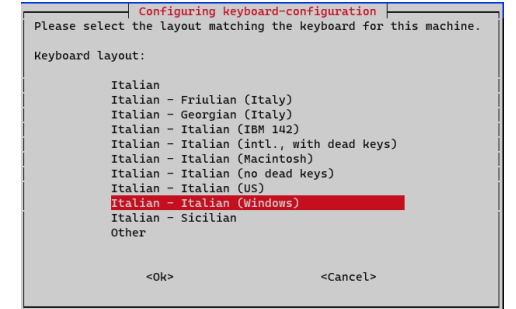 Configuring keyboard-configuration
Please select the layout matching the keyboard for this machine.
Keyboard layout:
Italian
Italian - Friulian (Italy)
Italian - Georgian (Italy)
Italian - Italian (IBM 142)
Italian - Italian (intl., with dead keys)
Italian - Italian (Macintosh)
Italian - Italian (no dead keys)
Italian - Italian (US)
Italian - Italian (Windows)
Italian - Sicilian
Other
<Ok> <Cancel>